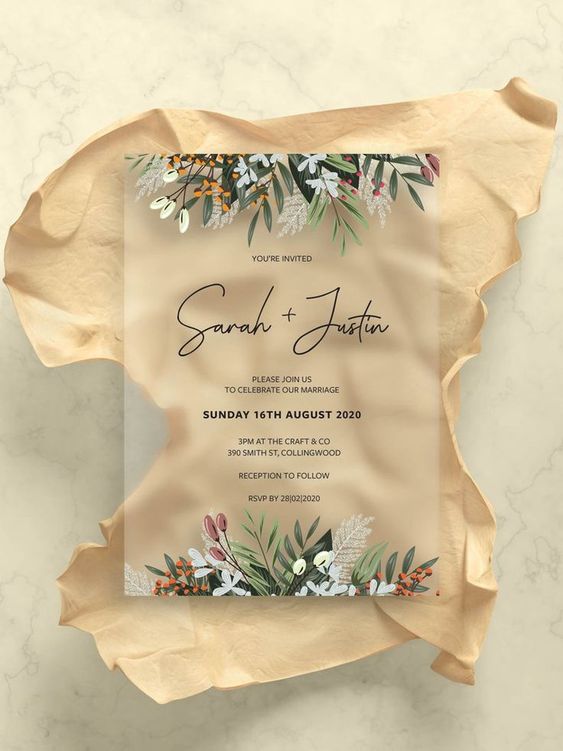 YOU'RE INVITED
Sarah + Justin
PLEASE JOIN US
TO CELEBRATE OUR MARRIAGE
SUNDAY 16TH AUGUST 2020
3PM AT THE CRAFT & CO
390 SMITH ST, COLLINGWOOD
RECEPTION TO FOLLOW
RSVP BY 28|02|2020